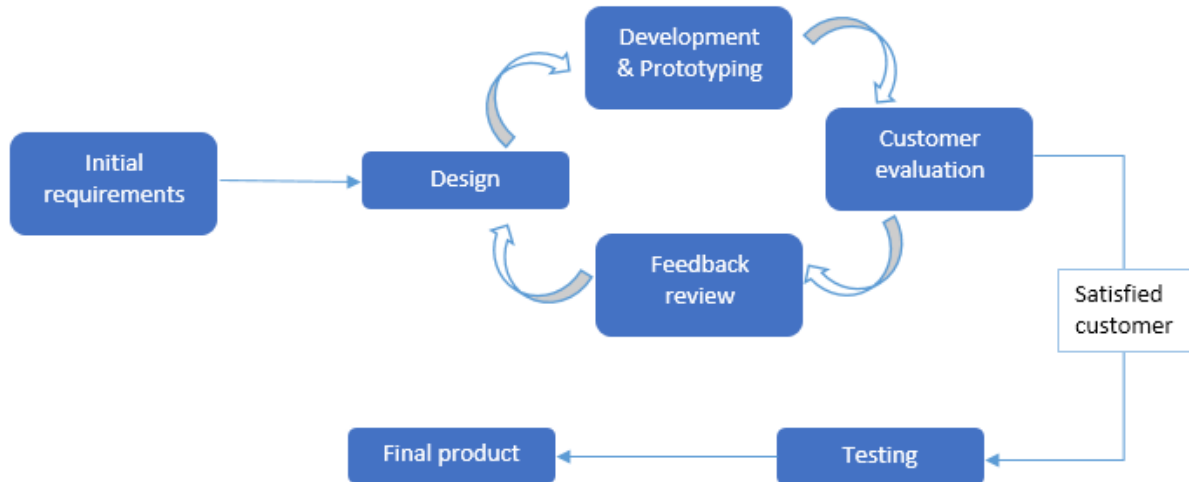 Development
& Prototyping
Customer
evaluation
Initial
requirements
Design
Feedback
review
Satisfied
customer
Final product
Testing